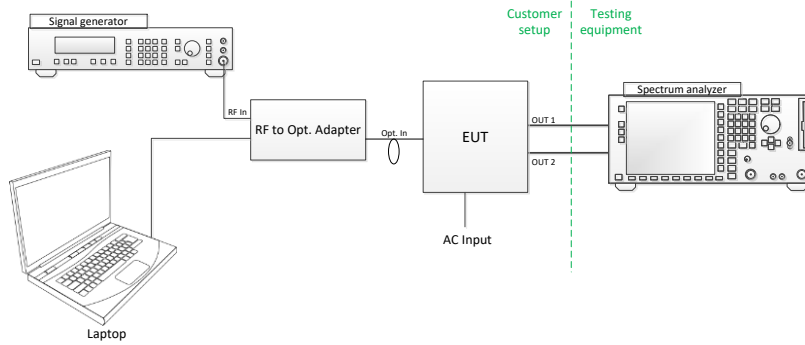 Signal generator
Customer setup
Testing equipment
Spectrum analyzer
RF In
RF to Opt. Adapter
Opt. In
EUT
OUT 1
OUT 2
AC Input
Laptop